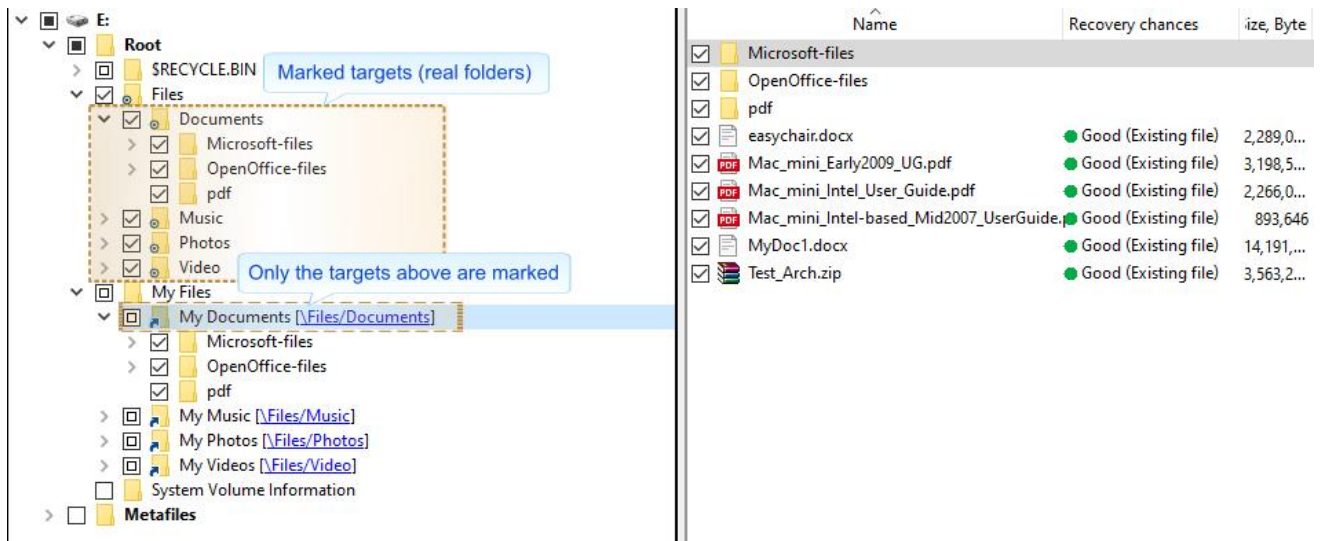 E:
Root
$RECYCLE.BIN
Marked targets (real folders)
Files
Documents
Microsoft-files
OpenOffice-files
pdf
Music
Photos
Video
Only the targets above are marked
My Files
My Documents [\Files/Documents]
Microsoft-files
OpenOffice-files
pdf
My Music [\Files/Music]
My Photos [\Files/Photos]
My Videos [\Files/Video]
System Volume Information
Metafiles
Name Recovery chances ize, Byte
Microsoft-files
OpenOffice-files
pdf
easychair.docx Good (Existing file) 2,289,0...
PDF Mac_mini_Early2009_UG.pdf Good (Existing file) 3,198,5...
PDF Mac_mini_Intel_User_Guide.pdf Good (Existing file) 2,266,0...
PDF Mac_mini_Intel-based_Mid2007_UserGuide.p Good (Existing file) 893,646
MyDoc1.docx Good (Existing file) 14,191,...
Test_Arch.zip Good (Existing file) 3,563,2...